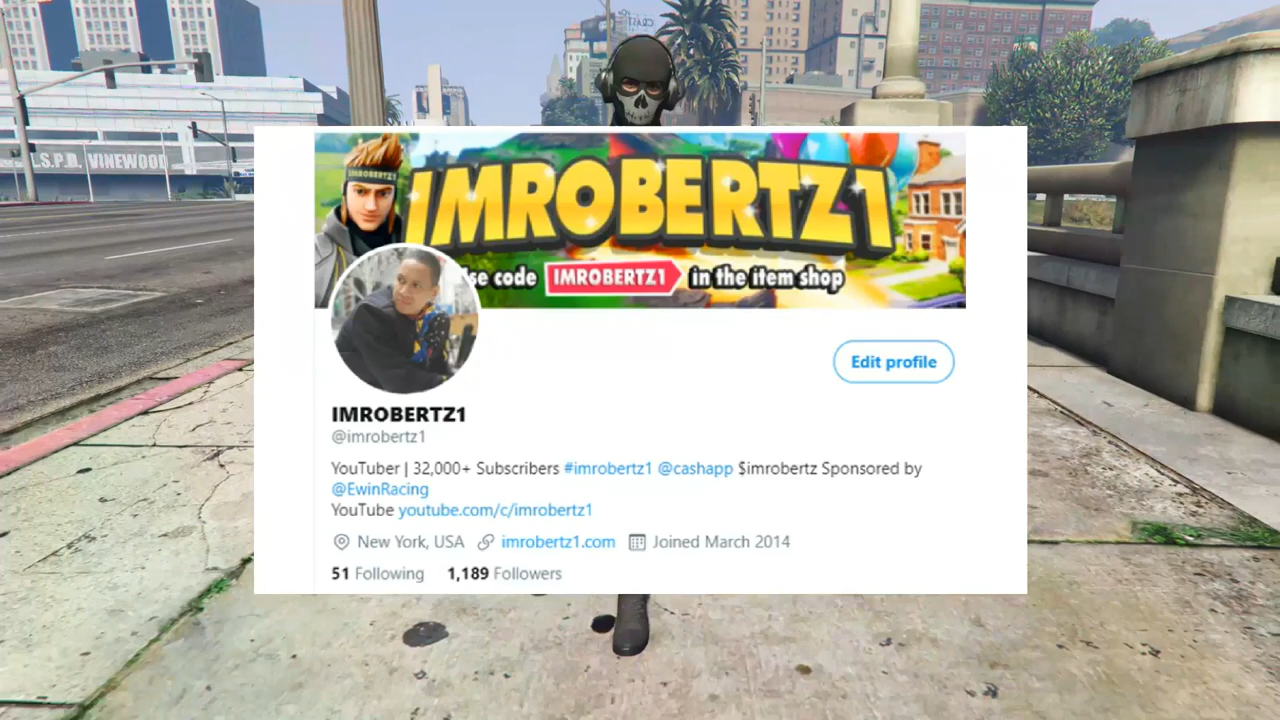 L.S.P.D. VINEWOOD
IMROBERTZ1
IMROBERTZ1
se code IMROBERTZ1 in the item shop
Edit profile
IMROBERTZ1
@imrobertz1
YouTuber | 32,000+ Subscribers #imrobertz1 @cashapp $imrobertz Sponsored by
@EwinRacing
YouTube youtube.com/c/imrobertz1
New York, USA imrobertz1.com Joined March 2014
51 Following 1,189 Followers